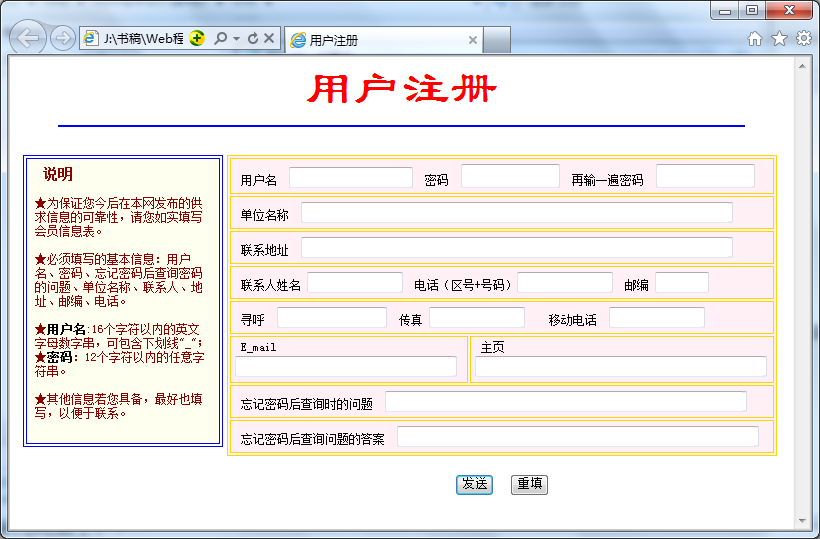 J:\书稿\Web程
用户注册
用户注册
说明
★为保证您今后在本网发布的供
求信息的可靠性，请您如实填写
会员信息表。
★必须填写的基本信息：用户
名、密码、忘记密码后查询密码
的问题、单位名称、联系人、地
址、邮编、电话。
★用户名:16个字符以内的英文
字母数字串，可包含下划线"_"；
★密码：12个字符以内的任意字
符串。
★其他信息若您具备，最好也填
写，以便于联系。
用户名 密码 再输一遍密码
单位名称
联系地址
联系人姓名 电话（区号+号码） 邮编
寻呼 传真 移动电话
E_mail 主页
忘记密码后查询时的问题
忘记密码后查询问题的答案
发送 重填